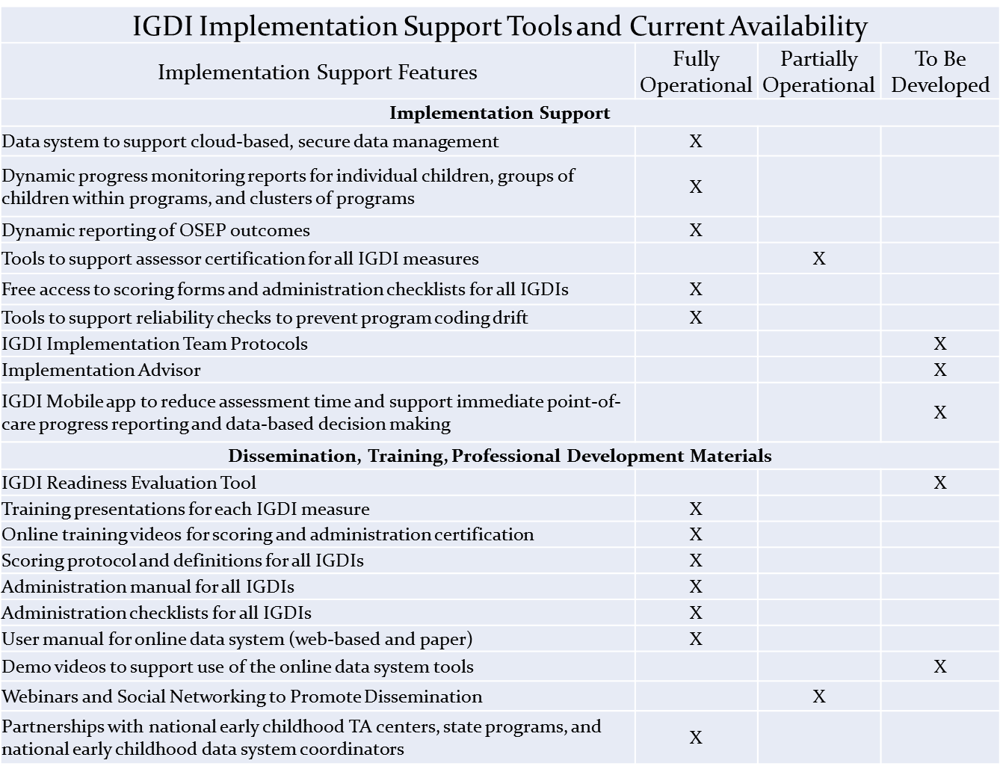 IGDI Implementation Support Tools and Current Availability
Implementation Support Features
Fully
Operational
Partially
Operational
To Be
Developed
Implementation Support
Data system to support cloud-based, secure data management X
Dynamic progress monitoring reports for individual children, groups of
children within programs, and clusters of programs
X
Dynamic reporting of OSEP outcomes X
Tools to support assessor certification for all IGDI measures X
Free access to scoring forms and administration checklists for all IGDIs X
Tools to support reliability checks to prevent program coding drift X
IGDI Implementation Team Protocols X
Implementation Advisor X
IGDI Mobile app to reduce assessment time and support immediate point-of-
care progress reporting and data-based decision making
X
Dissemination, Training, Professional Development Materials
IGDI Readiness Evaluation Tool X
Training presentations for each IGDI measure X
Online training videos for scoring and administration certification X
Scoring protocol and definitions for all IGDIs X
Administration manual for all IGDIs X
Administration checklists for all IGDIs X
User manual for online data system (web-based and paper) X
Demo videos to support use of the online data system tools X
Webinars and Social Networking to Promote Dissemination X
Partnerships with national early childhood TA centers, state programs, and
national early childhood data system coordinators
X